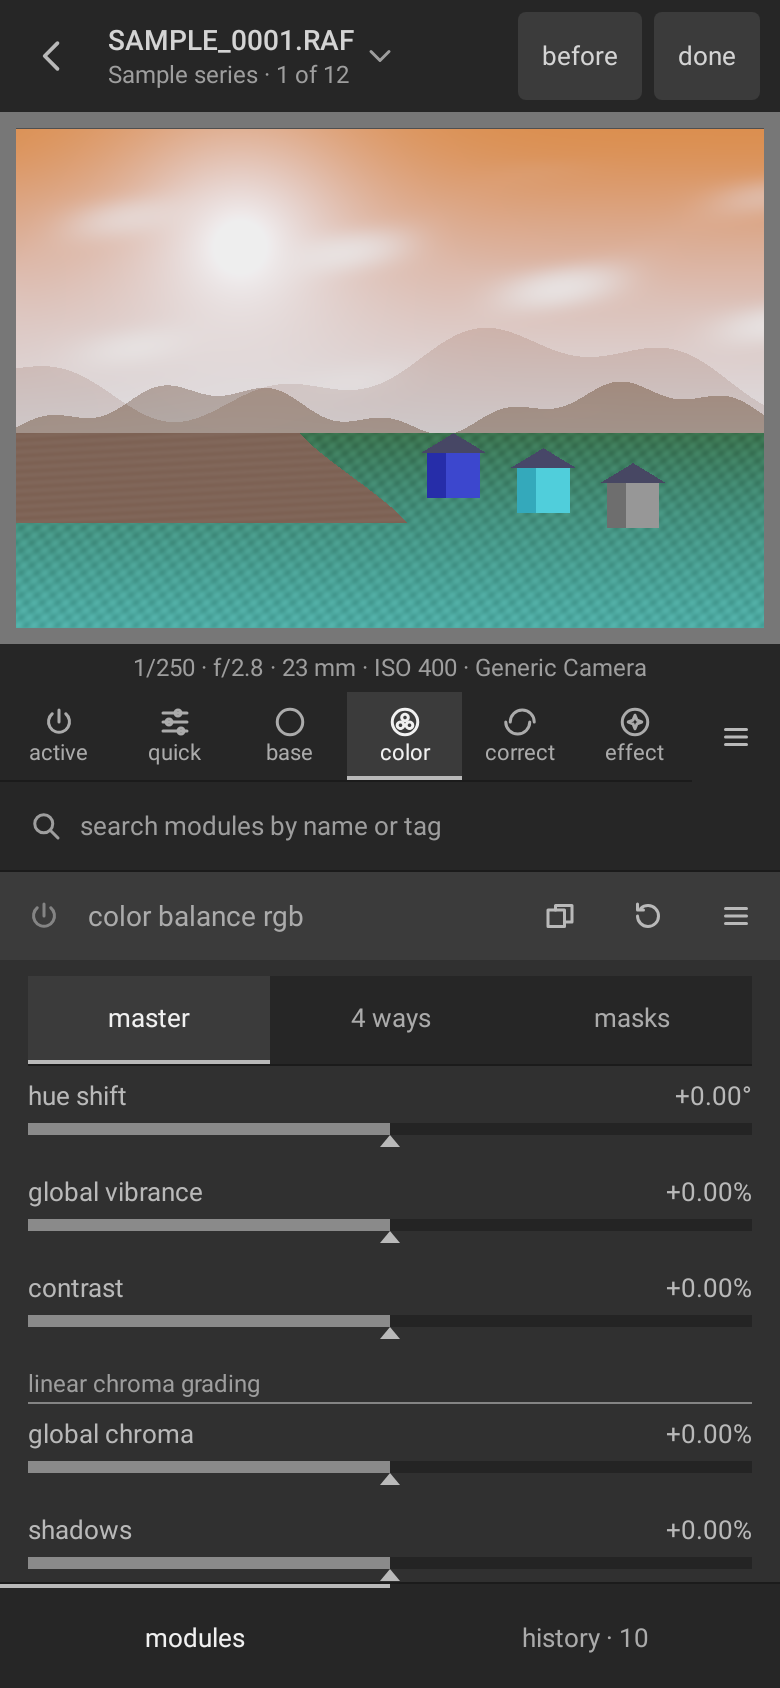 SAMPLE_0001.RAF
Sample series · 1 of 12
before
done
1/250 · f/2.8 · 23 mm · ISO 400 · Generic Camera
active
quick
base
color
correct
effect
search modules by name or tag
color balance rgb
master
4 ways
masks
hue shift +0.00°
global vibrance +0.00%
contrast +0.00%
linear chroma grading
global chroma +0.00%
shadows +0.00%
modules
history · 10